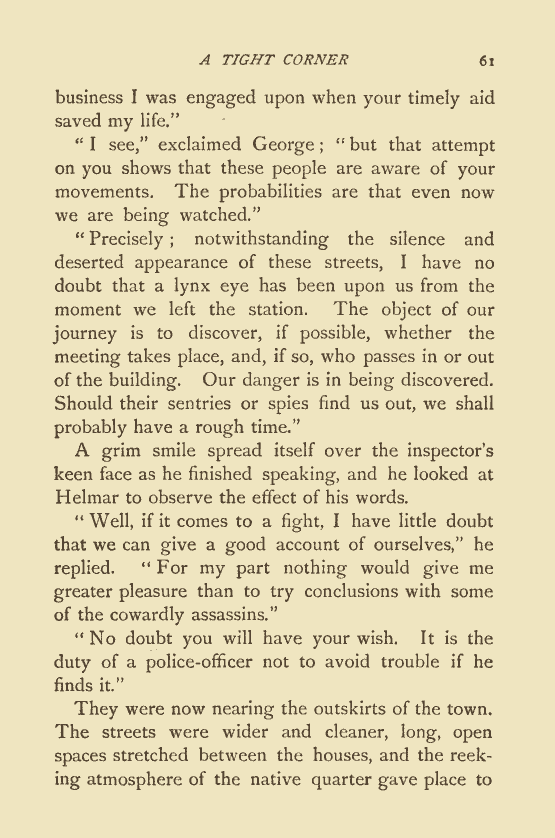 A TIGHT CORNER 61
business I was engaged upon when your timely aid
saved my life.”
“ I see,” exclaimed George ; “ but that attempt
on you shows that these people are aware of your
movements. The probabilities are that even now
we are being watched.”
“ Precisely ; notwithstanding the silence and
deserted appearance of these streets, I have no
doubt that a lynx eye has been upon us from the
moment we left the station. The object of our
journey is to discover, if possible, whether the
meeting takes place, and, if so, who passes in or out
of the building. Our danger is in being discovered.
Should their sentries or spies find us out, we shall
probably have a rough time.”
A grim smile spread itself over the inspector’s
keen face as he finished speaking, and he looked at
Helmar to observe the effect of his words.
“ Well, if it comes to a fight, I have little doubt
that we can give a good account of ourselves,” he
replied. “ For my part nothing would give me
greater pleasure than to try conclusions with some
of the cowardly assassins.”
“ No doubt you will have your wish. It is the
duty of a police-officer not to avoid trouble if he
finds it.”
They were now nearing the outskirts of the town.
The streets were wider and cleaner, long, open
spaces stretched between the houses, and the reek-
ing atmosphere of the native quarter gave place to